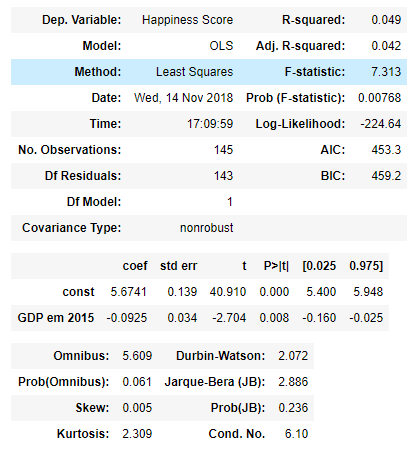 Dep. Variable: Happiness Score R-squared: 0.049
Model: OLS Adj. R-squared: 0.042
Method: Least Squares F-statistic: 7.313
Date: Wed, 14 Nov 2018 Prob (F-statistic): 0.00768
Time: 17:09:59 Log-Likelihood: -224.64
No. Observations: 145 AIC: 453.3
Df Residuals: 143 BIC: 459.2
Df Model: 1
Covariance Type: nonrobust
coef std err t P>|t| [0.025 0.975]
const 5.6741 0.139 40.910 0.000 5.400 5.948
GDP em 2015 -0.0925 0.034 -2.704 0.008 -0.160 -0.025
Omnibus: 5.609 Durbin-Watson: 2.072
Prob(Omnibus): 0.061 Jarque-Bera (JB): 2.886
Skew: 0.005 Prob(JB): 0.236
Kurtosis: 2.309 Cond. No. 6.10